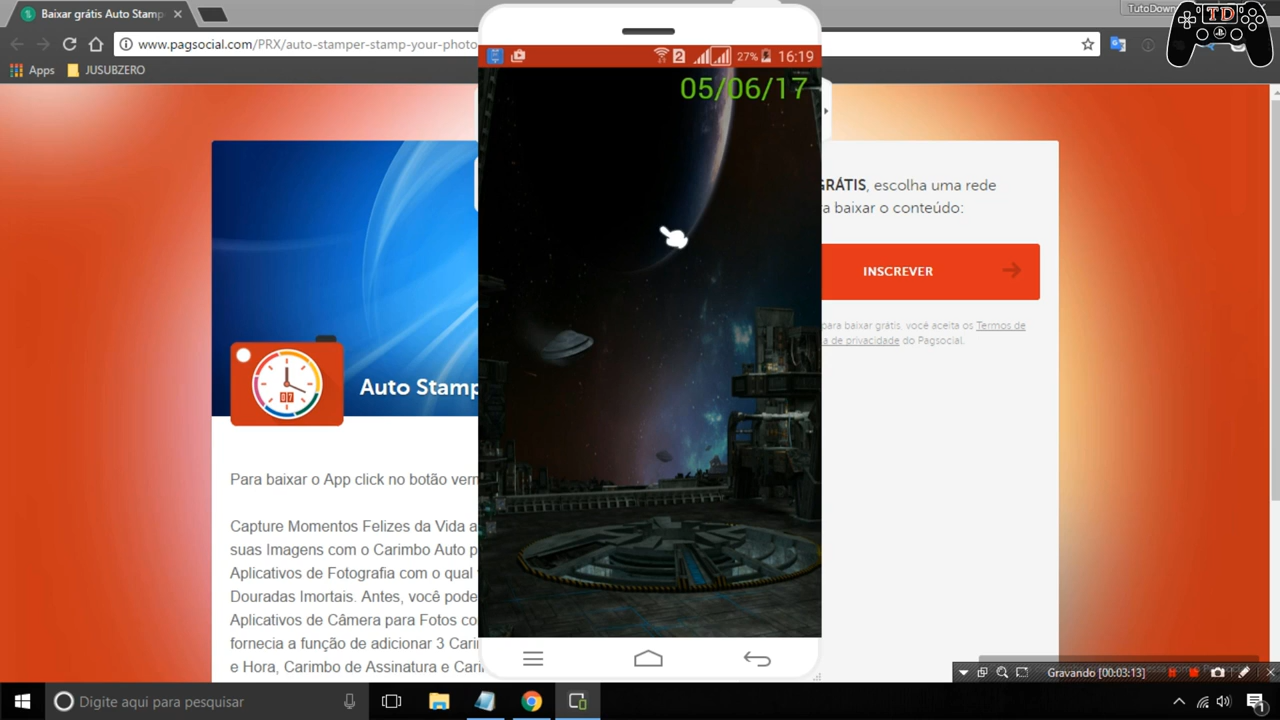 Baixar grátis Auto Stamp
TutoDown
TD
www.pagsocial.com/PRX/auto-stamper-stamp-your-photo
Apps
JUSUBZERO
2
27%
16:19
05/06/17
GRÁTIS, escolha uma rede
a baixar o conteúdo:
INSCREVER
para baixar grátis, você aceita os Termos de
a de privacidade do Pagsocial.
07
Auto Stamp
Para baixar o App click no botão verm
Capture Momentos Felizes da Vida a
suas Imagens com o Carimbo Auto p
Aplicativos de Fotografia com o qual
Douradas Imortais. Antes, você pode
Aplicativos de Câmera para Fotos co
fornecia a função de adicionar 3 Cari
e Hora, Carimbo de Assinatura e Cari
Gravando [00:03:13]
Digite aqui para pesquisar
1